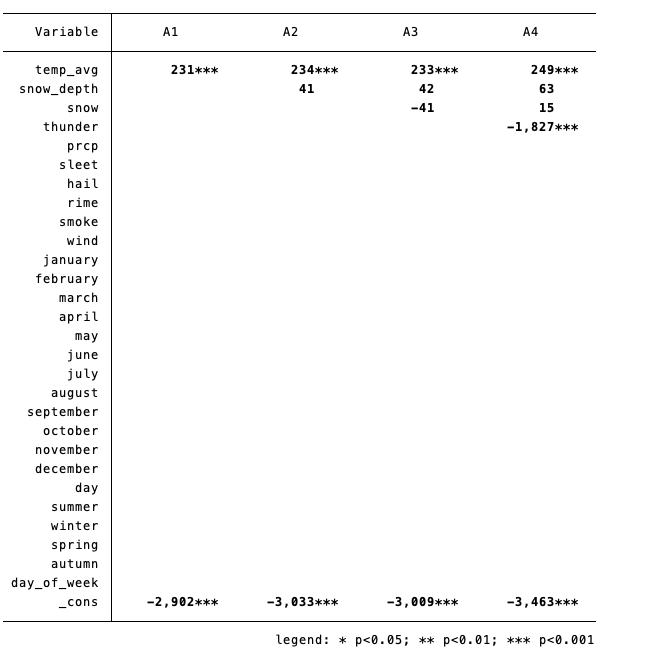 Variable A1 A2 A3 A4
temp_avg 231*** 234*** 233*** 249***
snow_depth 41 42 63
snow -41 15
thunder -1,827***
prcp
sleet
hail
rime
smoke
wind
january
february
march
april
may
june
july
august
september
october
november
december
day
summer
winter
spring
autumn
day_of_week
_cons -2,902*** -3,033*** -3,009*** -3,463***
legend: * p<0.05; ** p<0.01; *** p<0.001